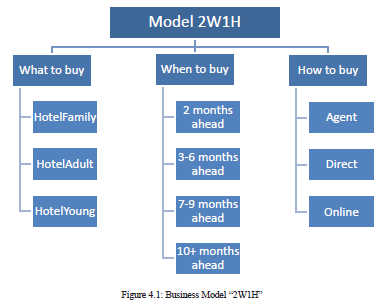 Model 2W1H
What to buy
When to buy
How to buy
HotelFamily
HotelAdult
HotelYoung
2 months
ahead
3-6 months
ahead
7-9 months
ahead
10+ months
ahead
Agent
Direct
Online
Figure 4.1: Business Model “2W1H”